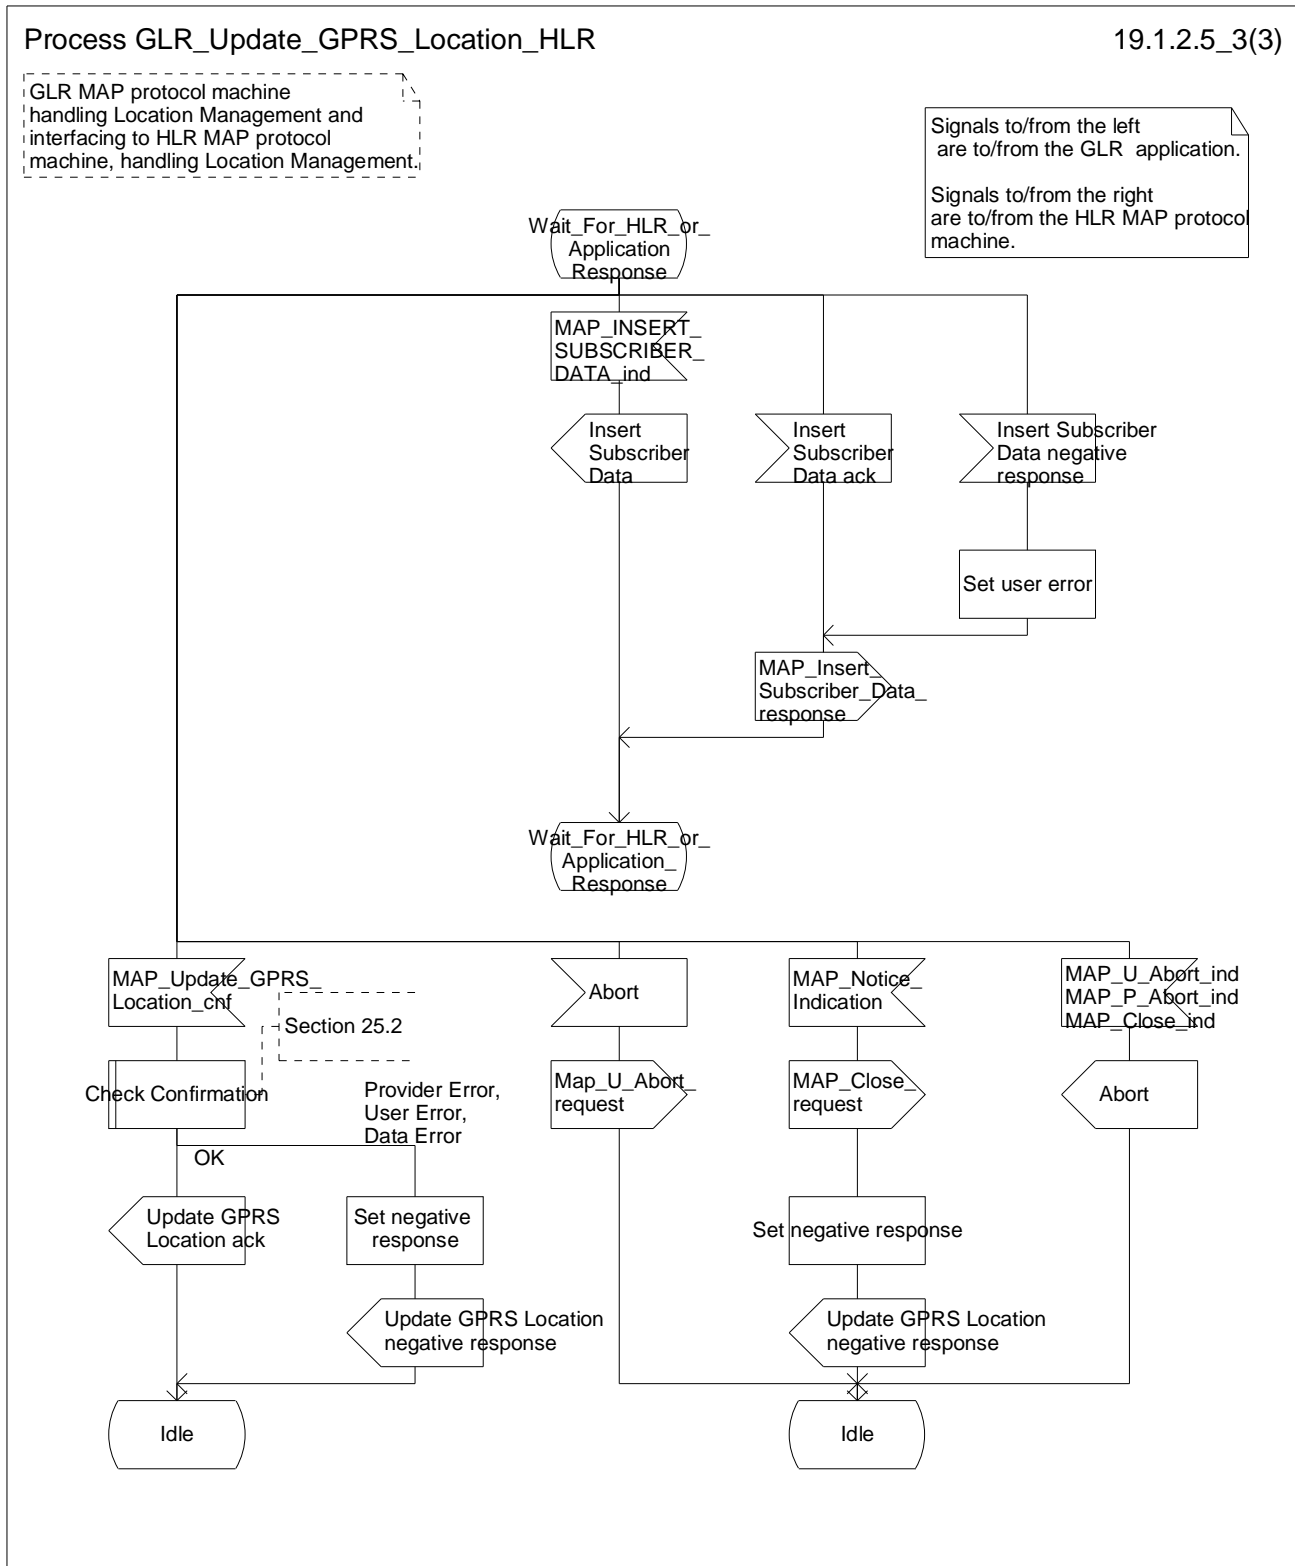 Process GLR_Update_GPRS_Location_HLR
19.1.2.5_3(3)
GLR MAP protocol machine
handling Location Management and
interfacing to HLR MAP protocol
machine, handling Location Management.
Signals to/from the left
are to/from the GLR application.
Signals to/from the right
are to/from the HLR MAP protocol
machine.
Wait_For_HLR_or_
Application
Response
MAP_INSERT_
SUBSCRIBER_
DATA_ind
Insert
Subscriber
Data
Insert
Subscriber
Data ack
Insert Subscriber
Data negative
response
Set user error
MAP_Insert_
Subscriber_Data_
response
Wait_For_HLR_or_
Application_
Response
MAP_Update_GPRS_
Location_cnf
Abort
MAP_Notice_
Indication
MAP_U_Abort_ind
MAP_P_Abort_ind
MAP_Close_ind
Section 25.2
Check Confirmation
Provider Error,
User Error,
Data Error
Map_U_Abort_
request
MAP_Close_
request
Abort
OK
Update GPRS
Location ack
Set negative
response
Set negative response
Update GPRS Location
negative response
Update GPRS Location
negative response
Idle
Idle